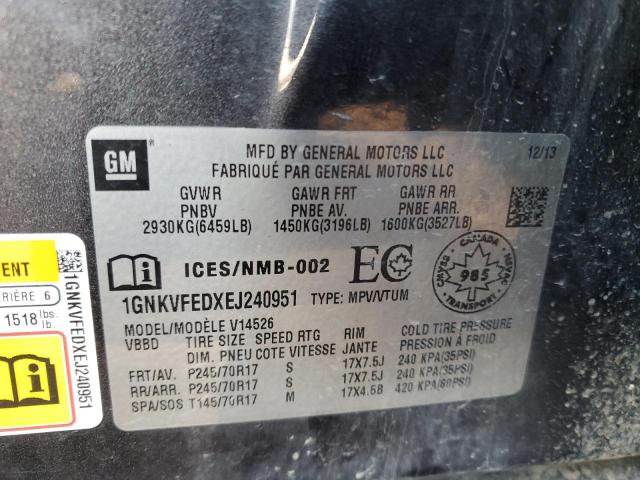 GM
MFD BY GENERAL MOTORS LLC
FABRIQUÉ PAR GENERAL MOTORS LLC
12/13
GVWR GAWR FRT GAWR RR
PNBV PNBE AV. PNBE ARR.
2930KG(6459LB) 1450KG(3196LB) 1600KG(3527LB)
ICES/NMB-002 EC
CANADA
985
TRANSPORT
1GNKVFEDXEJ240951 TYPE: MPV/VTUM
MODEL/MODÈLE V14526
VBBD TIRE SIZE SPEED RTG RIM COLD TIRE PRESSURE
DIM. PNEU COTE VITESSE JANTE PRESSION À FROID
FRT/AV. P245/70R17 S 17X7.5J 240 KPA(35PSI)
RR/ARR. P245/70R17 S 17X7.5J 240 KPA(35PSI)
SPA/SOS T145/70R17 M 17X4.5B 420 KPA(60PSI)
ENT
RIÈRE 6
1518 lbs.
lb.
1GNKVFEDXEJ240951